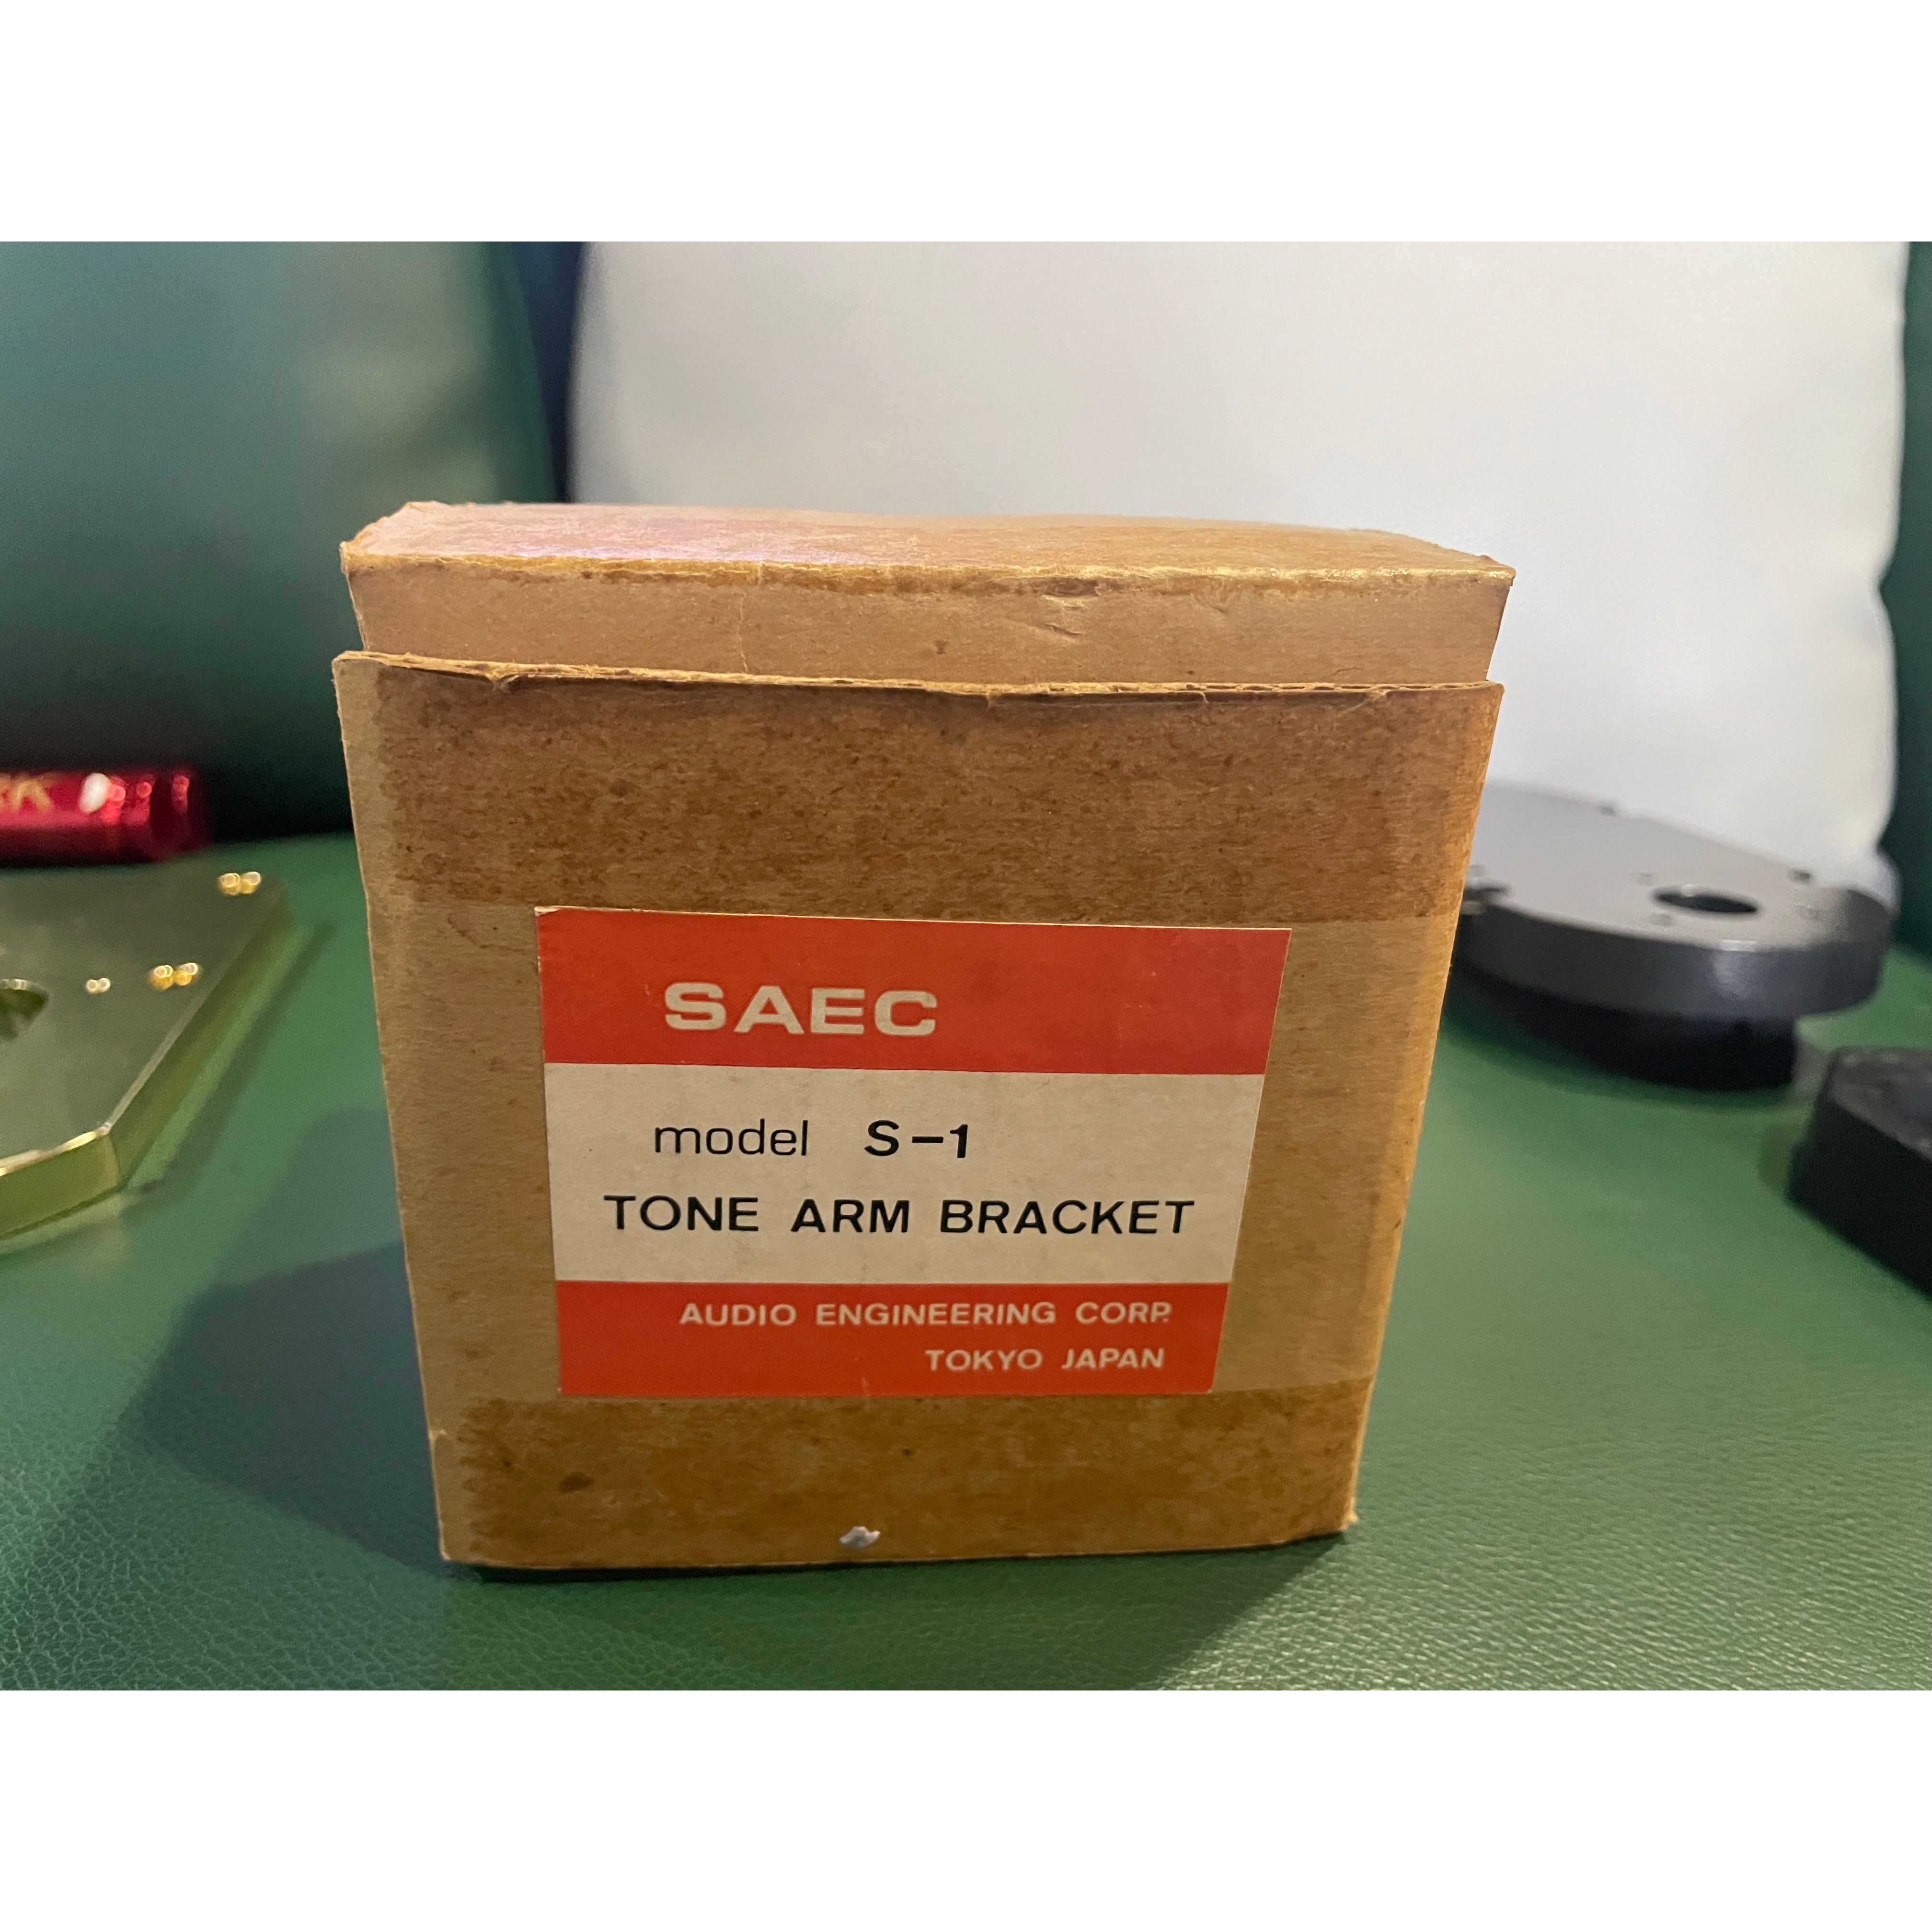 SAEC
model S-1
TONE ARM BRACKET
AUDIO ENGINEERING CORP.
TOKYO JAPAN